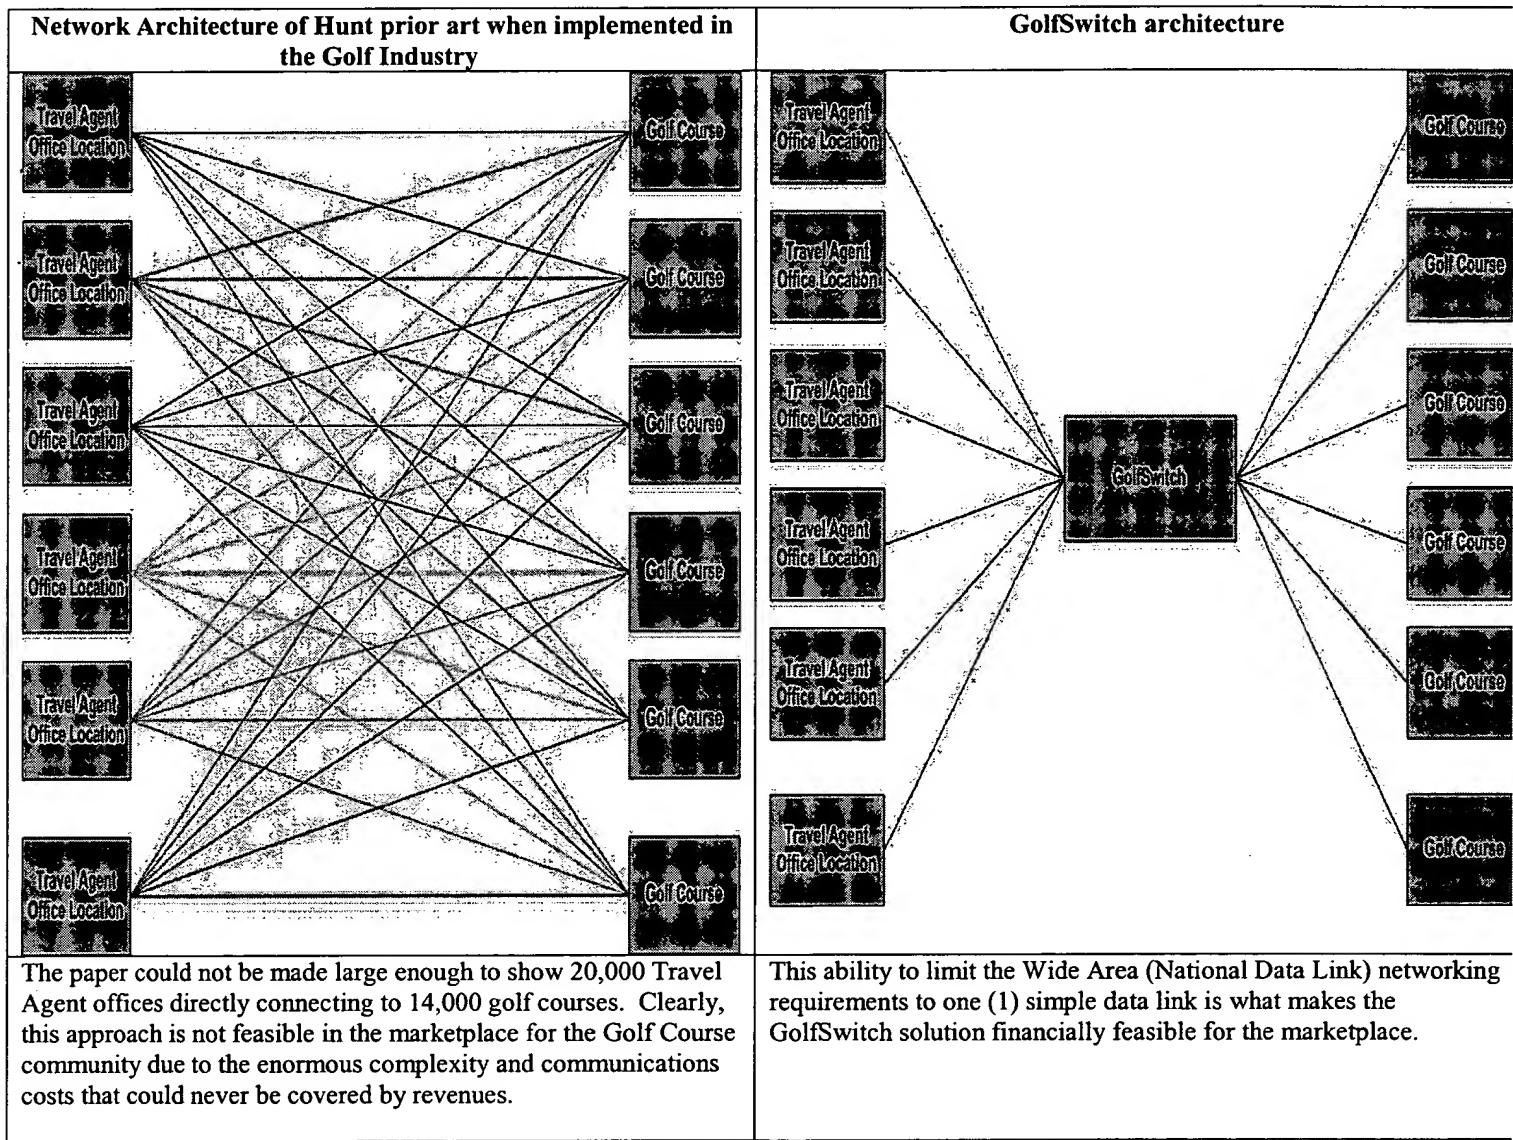 Network Architecture of Hunt prior art when implemented in
the Golf Industry
Travel Agent
Office Location
Golf Course
Travel Agent
Office Location
Golf Course
Travel Agent
Office Location
Golf Course
Travel Agent
Office Location
Golf Course
Travel Agent
Office Location
Golf Course
Travel Agent
Office Location
Golf Course
The paper could not be made large enough to show 20,000 Travel
Agent offices directly connecting to 14,000 golf courses. Clearly,
this approach is not feasible in the marketplace for the Golf Course
community due to the enormous complexity and communications
costs that could never be covered by revenues.
GolfSwitch architecture
Travel Agent
Office Location
Golf Course
Travel Agent
Office Location
Golf Course
Travel Agent
Office Location
Golf Course
GolfSwitch
Travel Agent
Office Location
Golf Course
Travel Agent
Office Location
Golf Course
Travel Agent
Office Location
Golf Course
This ability to limit the Wide Area (National Data Link) networking
requirements to one (1) simple data link is what makes the
GolfSwitch solution financially feasible for the marketplace.